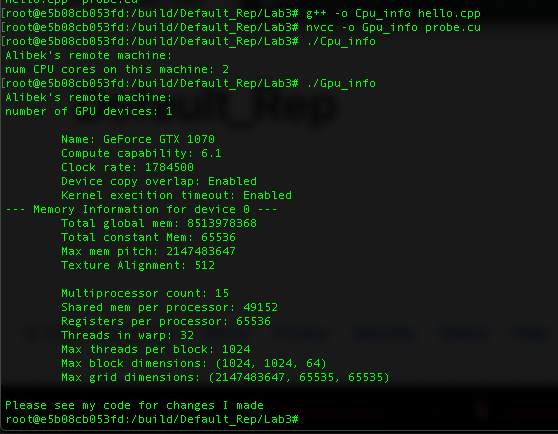 hello.cpp probe.cu
[root@e5b08cb053fd:/build/Default_Rep/Lab3# g++ -o Cpu_info hello.cpp
[root@e5b08cb053fd:/build/Default_Rep/Lab3# nvcc -o Gpu_info probe.cu
[root@e5b08cb053fd:/build/Default_Rep/Lab3# ./Cpu_info
Alibek's remote machine:
num CPU cores on this machine: 2
[root@e5b08cb053fd:/build/Default_Rep/Lab3# ./Gpu_info
Alibek's remote machine:
number of GPU devices: 1
Name: GeForce GTX 1070
Compute capability: 6.1
Clock rate: 1784500
Device copy overlap: Enabled
Kernel execition timeout: Enabled
--- Memory Information for device 0 ---
Total global mem: 8513978368
Total constant Mem: 65536
Max mem pitch: 2147483647
Texture Alignment: 512
Multiprocessor count: 15
Shared mem per processor: 49152
Registers per processor: 65536
Threads in warp: 32
Max threads per block: 1024
Max block dimensions: (1024, 1024, 64)
Max grid dimensions: (2147483647, 65535, 65535)
Please see my code for changes I made
root@e5b08cb053fd:/build/Default_Rep/Lab3#